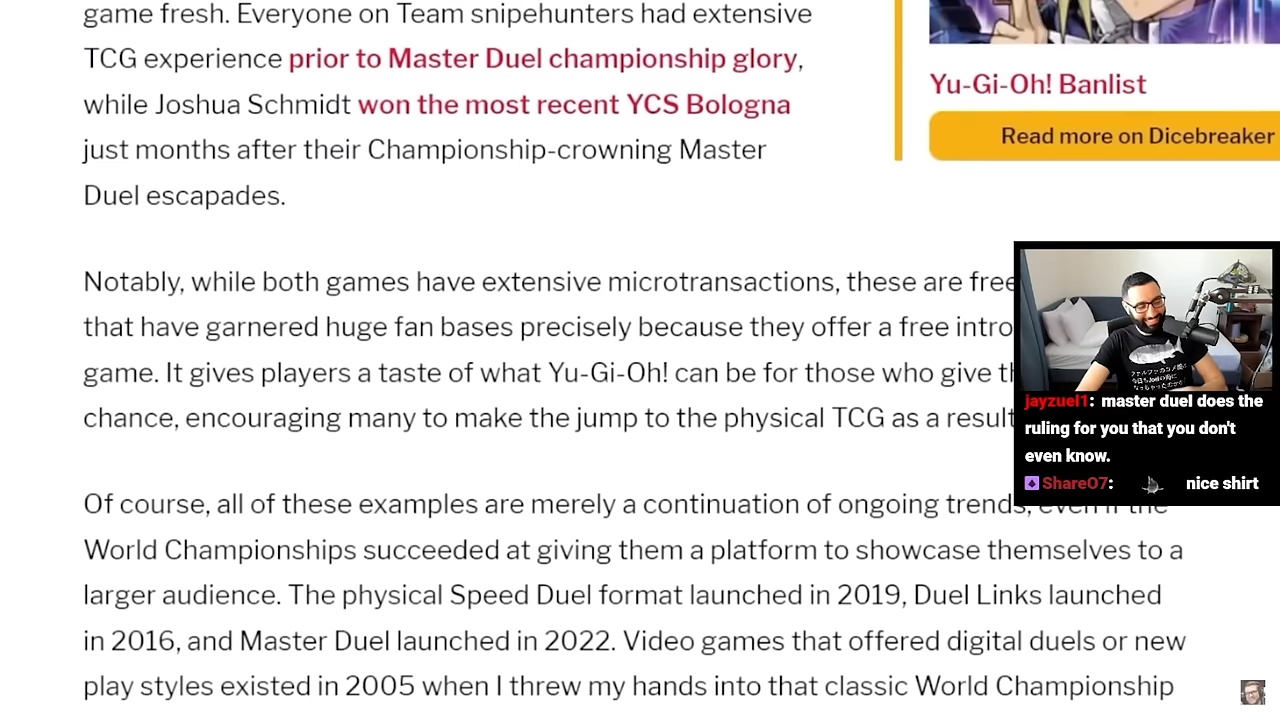 game fresh. Everyone on Team snipehunters had extensive
TCG experience prior to Master Duel championship glory,
while Joshua Schmidt won the most recent YCS Bologna
just months after their Championship-crowning Master
Duel escapades.
Yu-Gi-Oh! Banlist
Read more on Dicebreaker
Notably, while both games have extensive microtransactions, these are free
that have garnered huge fan bases precisely because they offer a free intro
game. It gives players a taste of what Yu-Gi-Oh! can be for those who give th
chance, encouraging many to make the jump to the physical TCG as a result
jayzuel1: master duel does the
ruling for you that you don't
even know.
ShareO7: nice shirt
Of course, all of these examples are merely a continuation of ongoing trends, even if the
World Championships succeeded at giving them a platform to showcase themselves to a
larger audience. The physical Speed Duel format launched in 2019, Duel Links launched
in 2016, and Master Duel launched in 2022. Video games that offered digital duels or new
play styles existed in 2005 when I threw my hands into that classic World Championship